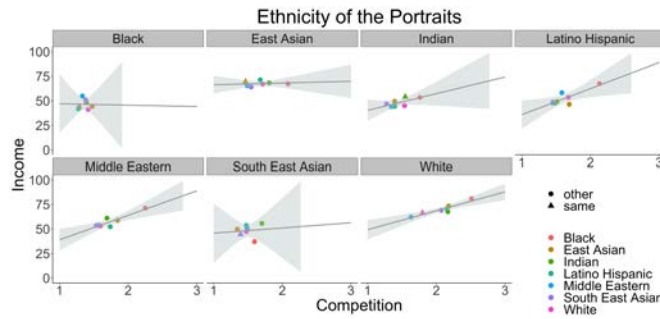 Ethnicity of the Portraits
Black
East Asian
Indian
Latino Hispanic
100
75
50
25
0
Income
1
2
3
Middle Eastern
South East Asian
White
100
75
50
25
0
1
2
3
1
2
3
1
2
3
Competition
other
same
Black
East Asian
Indian
Latino Hispanic
Middle Eastern
South East Asian
White